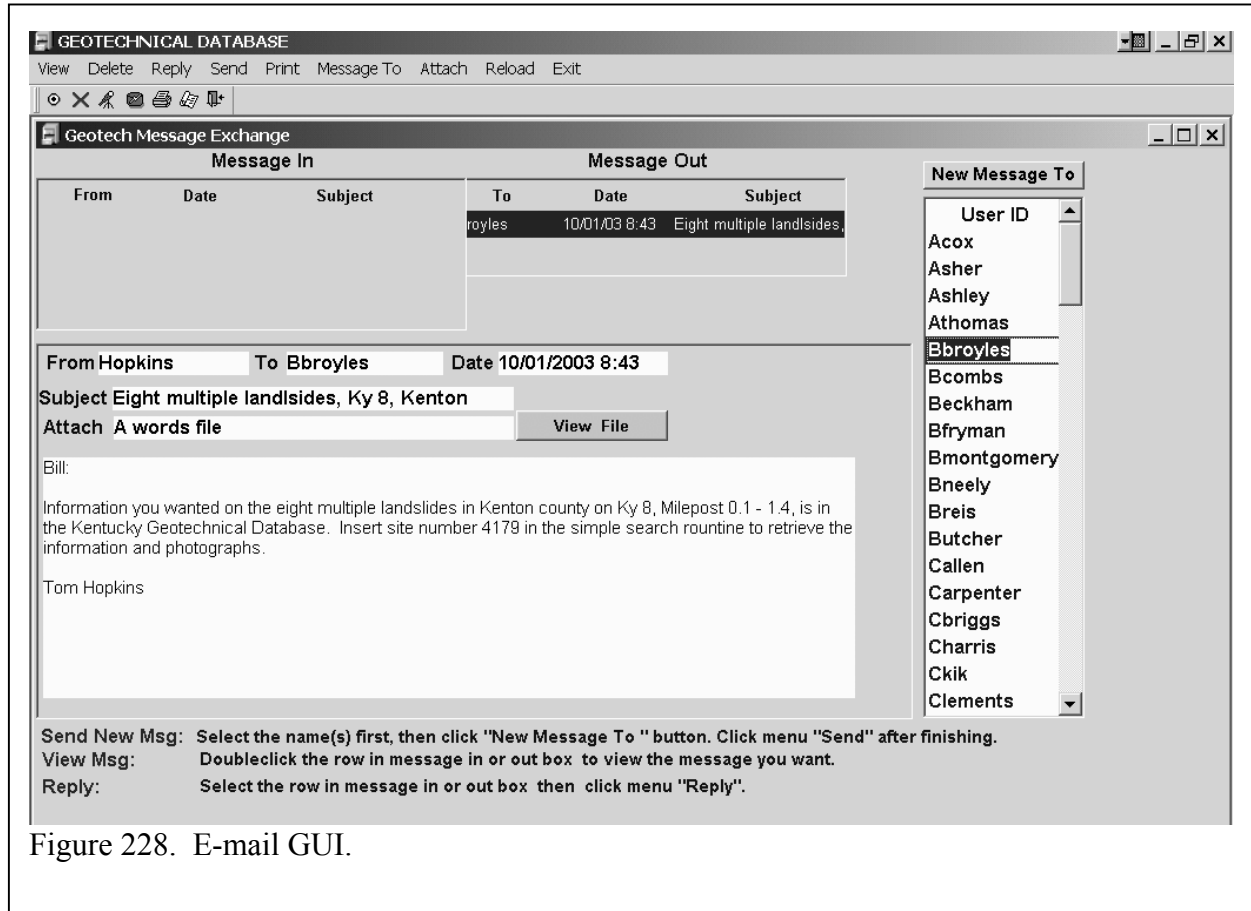 GEOTECHNICAL DATABASE
View Delete Reply Send Print Message To Attach Reload Exit
Geotech Message Exchange
Message In
From Date Subject
Message Out
To Date Subject
royles 10/01/03 8:43 Eight multiple landlsides,
From Hopkins To Bbroyles Date 10/01/2003 8:43
Subject Eight multiple landlsides, Ky 8, Kenton
Attach A words file View File
Bill:
Information you wanted on the eight multiple landslides in Kenton county on Ky 8, Milepost 0.1 - 1.4, is in
the Kentucky Geotechnical Database. Insert site number 4179 in the simple search rountine to retrieve the
information and photographs.
Tom Hopkins
New Message To
User ID
Acox
Asher
Ashley
Athomas
Bbroyles
Bcombs
Beckham
Bfryman
Bmontgomery
Bneely
Breis
Butcher
Callen
Carpenter
Cbriggs
Charris
Ckik
Clements
Send New Msg: Select the name(s) first, then click "New Message To " button. Click menu "Send" after finishing.
View Msg: Doubleclick the row in message in or out box to view the message you want.
Reply: Select the row in message in or out box then click menu "Reply".
Figure 228. E-mail GUI.